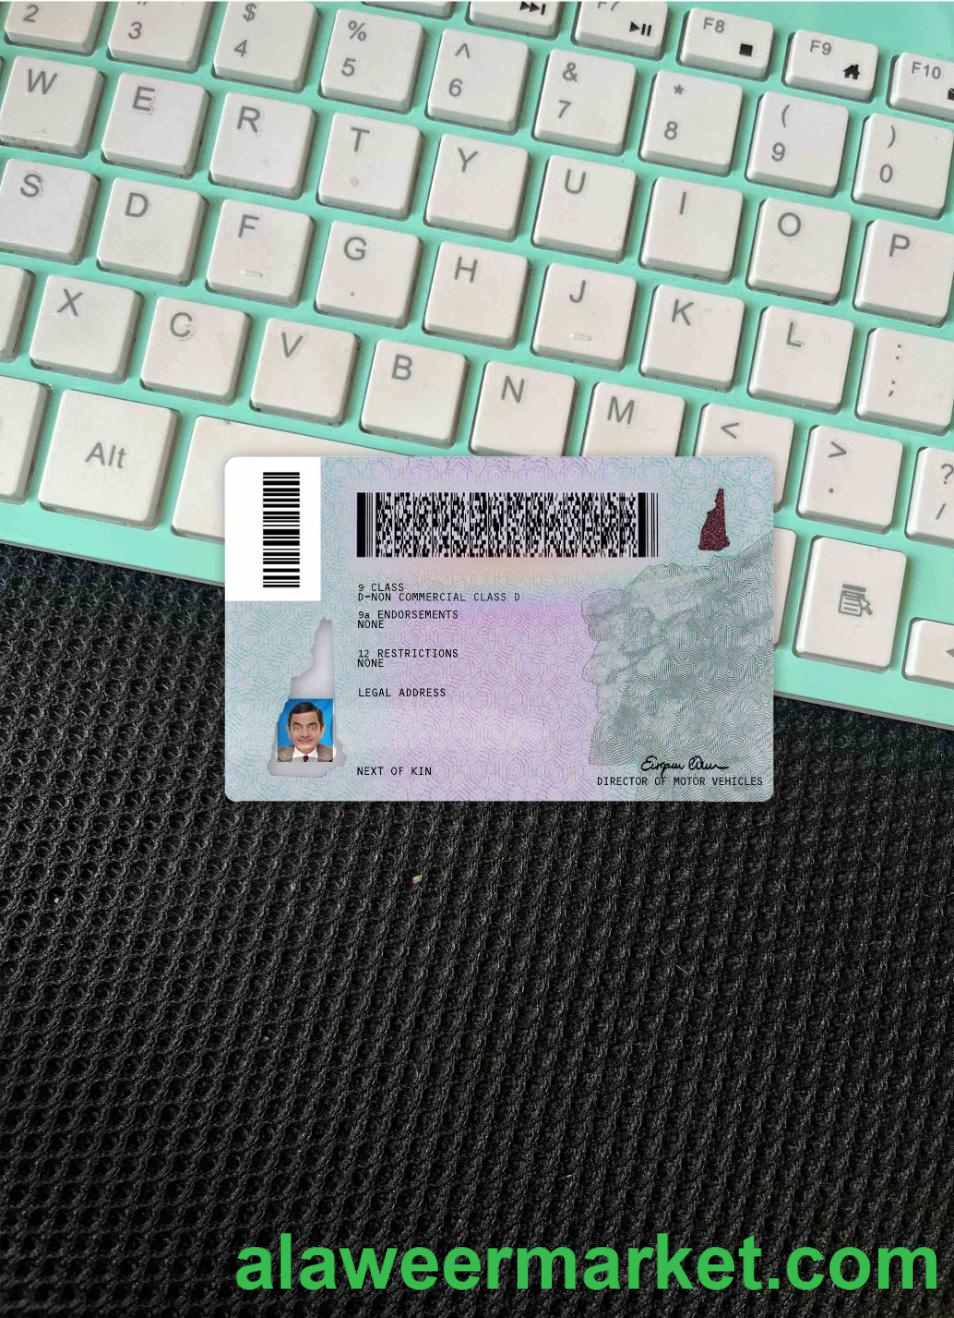 2
3
$
4
%
5
^
6
&
7
*
8
(
9
)
0
F7
F8
F9
F10
W
E
R
T
Y
U
I
O
P
S
D
F
G
H
J
K
L
:
;
X
C
V
B
N
M
<
>
.
?
/
Alt
9 CLASS
D-NON COMMERCIAL CLASS D
9a ENDORSEMENTS
NONE
12 RESTRICTIONS
NONE
LEGAL ADDRESS
NEXT OF KIN
DIRECTOR OF MOTOR VEHICLES
alaweermarket.com